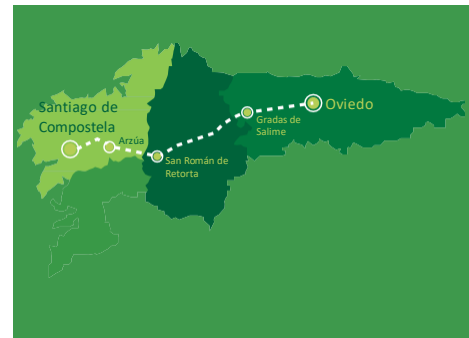 Santiago de
Compostela
Arzúa
San Román de
Retorta
Gradas de
Salime
Oviedo